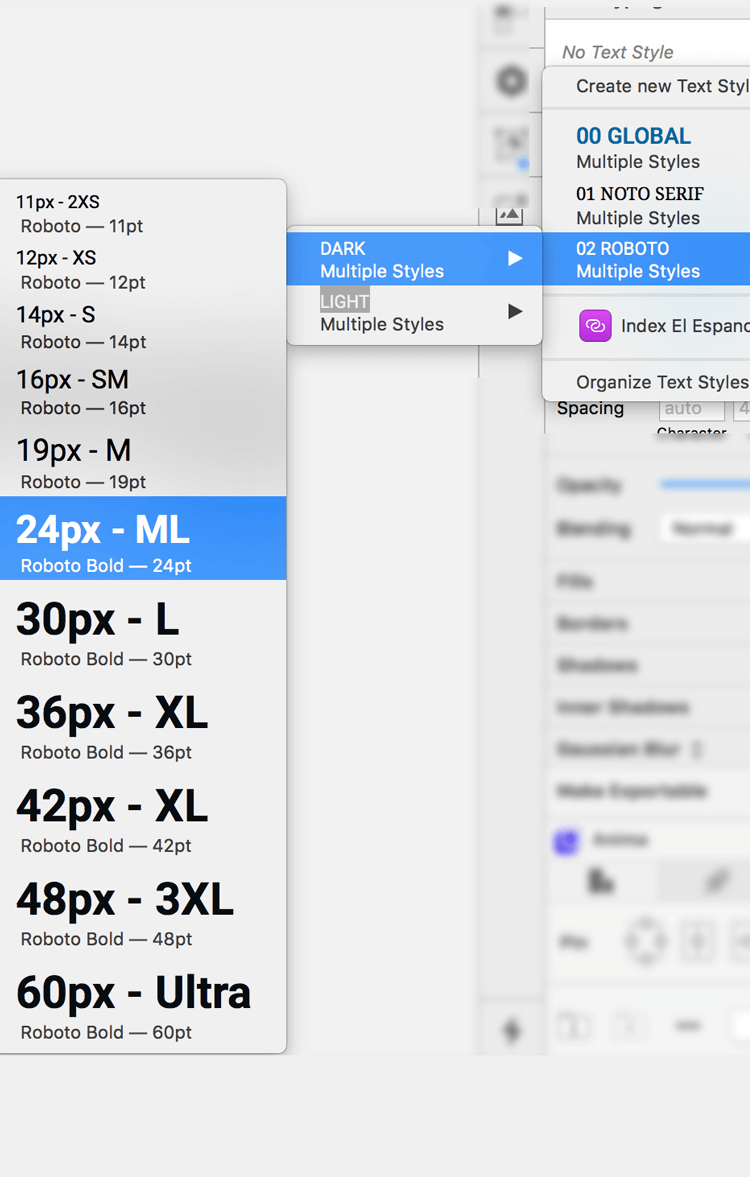 11px - 2XS
Roboto — 11pt
12px - XS
Roboto — 12pt
14px - S
Roboto — 14pt
16px - SM
Roboto — 16pt
19px - M
Roboto — 19pt
24px - ML
Roboto Bold — 24pt
30px - L
Roboto Bold — 30pt
36px - XL
Roboto Bold — 36pt
42px - XL
Roboto Bold — 42pt
48px - 3XL
Roboto Bold — 48pt
60px - Ultra
Roboto Bold — 60pt
DARK
Multiple Styles
LIGHT
Multiple Styles
No Text Style
Create new Text Styl
00 GLOBAL
Multiple Styles
01 NOTO SERIF
Multiple Styles
02 ROBOTO
Multiple Styles
Index El Espano
Organize Text Styles
Spacing auto 4
Character
Opacity
Blending Normal
Fills
Borders
Shadows
Inner Shadows
Gaussian Blur
Make Exportable
Anima
Pin